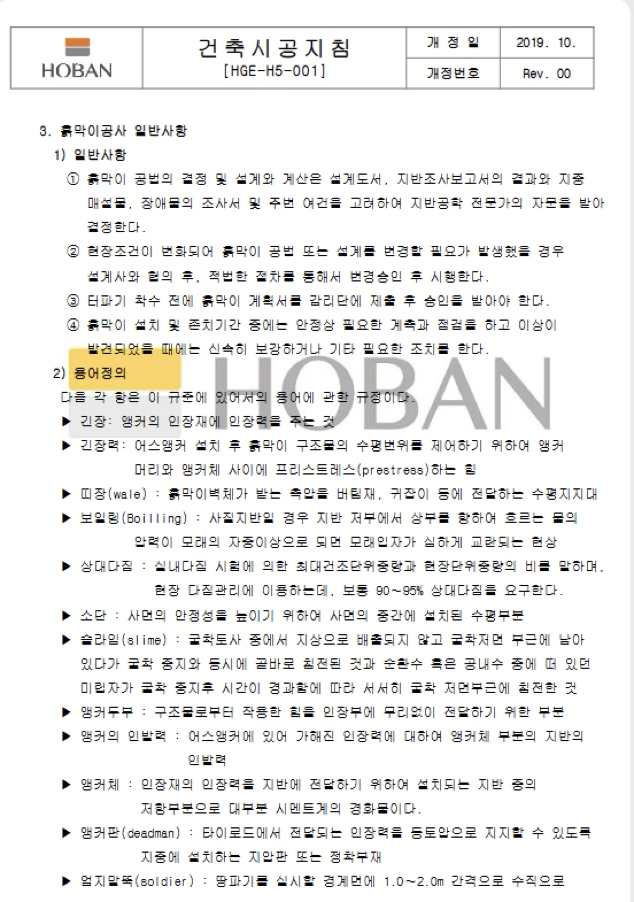 HOBAN
건축시공지침
[HGE-H5-001]
개 정 일
2019. 10.
개정번호
Rev. 00
3. 흙막이공사 일반사항
1) 일반사항
① 흙막이 공법의 결정 및 설계와 계산은 설계도서, 지반조사보고서의 결과와 지중
매설물, 장애물의 조사서 및 주변 여건을 고려하여 지반공학 전문가의 자문을 받아
결정한다.
② 현장조건이 변화되어 흙막이 공법 또는 설계를 변경할 필요가 발생했을 경우
설계사와 협의 후, 적법한 절차를 통해서 변경승인 후 시행한다.
③ 터파기 착수 전에 흙막이 계획서를 감리단에 제출 후 승인을 받아야 한다.
④ 흙막이 설치 및 존치기간 중에는 안정상 필요한 계측과 점검을 하고 이상이
발견되었을 때에는 신속히 보강하거나 기타 필요한 조치를 한다.
2) 용어정의
다음 각 항은 이 규준에 있어서의 용어에 관한 규정이다.
▶ 긴장: 앵커의 인장재에 인장력을 주는 것
▶ 긴장력: 어스앵커 설치 후 흙막이 구조물의 수평변위를 제어하기 위하여 앵커
머리와 앵커체 사이에 프리스트레스(prestress)하는 힘
▶ 띠장(wale) : 흙막이벽체가 받는 측압을 버팀재, 귀잡이 등에 전달하는 수평지지대
▶ 보일링(Boilling) : 사질지반일 경우 지반 저부에서 상부를 향하여 흐르는 물의
압력이 모래의 자중이상으로 되면 모래입자가 심하게 교란되는 현상
▶ 상대다짐 : 실내다짐 시험에 의한 최대건조단위중량과 현장단위중량의 비를 말하며,
현장 다짐관리에 이용하는데, 보통 90~95% 상대다짐을 요구한다.
▶ 소단 : 사면의 안정성을 높이기 위하여 사면의 중간에 설치된 수평부분
▶ 슬라임(slime) : 굴착토사 중에서 지상으로 배출되지 않고 굴착저면 부근에 남아
있다가 굴착 중지와 동시에 곧바로 침전된 것과 순환수 혹은 공내수 중에 떠 있던
미립자가 굴착 중지후 시간이 경과함에 따라 서서히 굴착 저면부근에 침전한 것
▶ 앵커두부 : 구조물로부터 작용한 힘을 인장부에 무리없이 전달하기 위한 부분
▶ 앵커의 인발력 : 어스앵커에 있어 가해진 인장력에 대하여 앵커체 부분의 지반의
인발력
▶ 앵커체 : 인장재의 인장력을 지반에 전달하기 위하여 설치되는 지반 중의
저항부분으로 대부분 시멘트계의 경화물이다.
▶ 앵커판(deadman) : 타이로드에서 전달되는 인장력을 동토압으로 지지할 수 있도록
지중에 설치하는 지압판 또는 정착부재
▶ 엄지말뚝(soldier) : 땅파기를 실시할 경계면에 1.0~2.0m 간격으로 수직으로
HOBAN